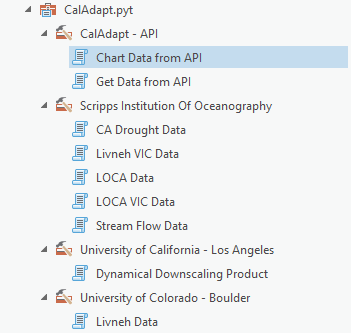 CalAdapt.pyt
CalAdapt - API
Chart Data from API
Get Data from API
Scripps Institution Of Oceanography
CA Drought Data
Livneh VIC Data
LOCA Data
LOCA VIC Data
Stream Flow Data
University of California - Los Angeles
Dynamical Downscaling Product
University of Colorado - Boulder
Livneh Data